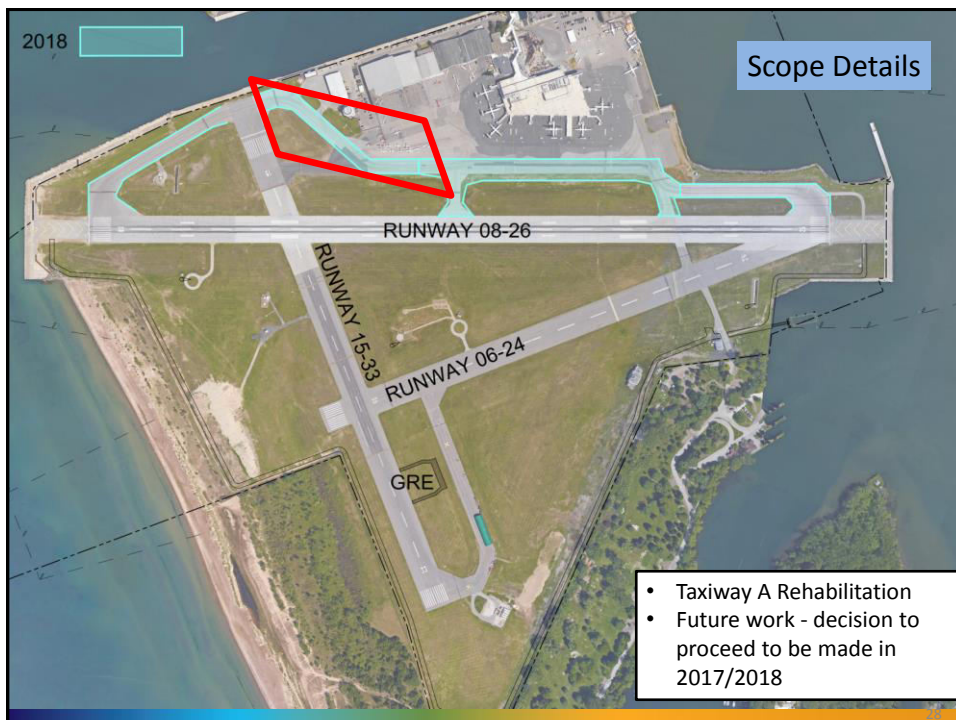 2018
Scope Details
RUNWAY 08-26
RUNWAY 15-33
RUNWAY 06-24
GRE
• Taxiway A Rehabilitation
• Future work - decision to
proceed to be made in
2017/2018
28